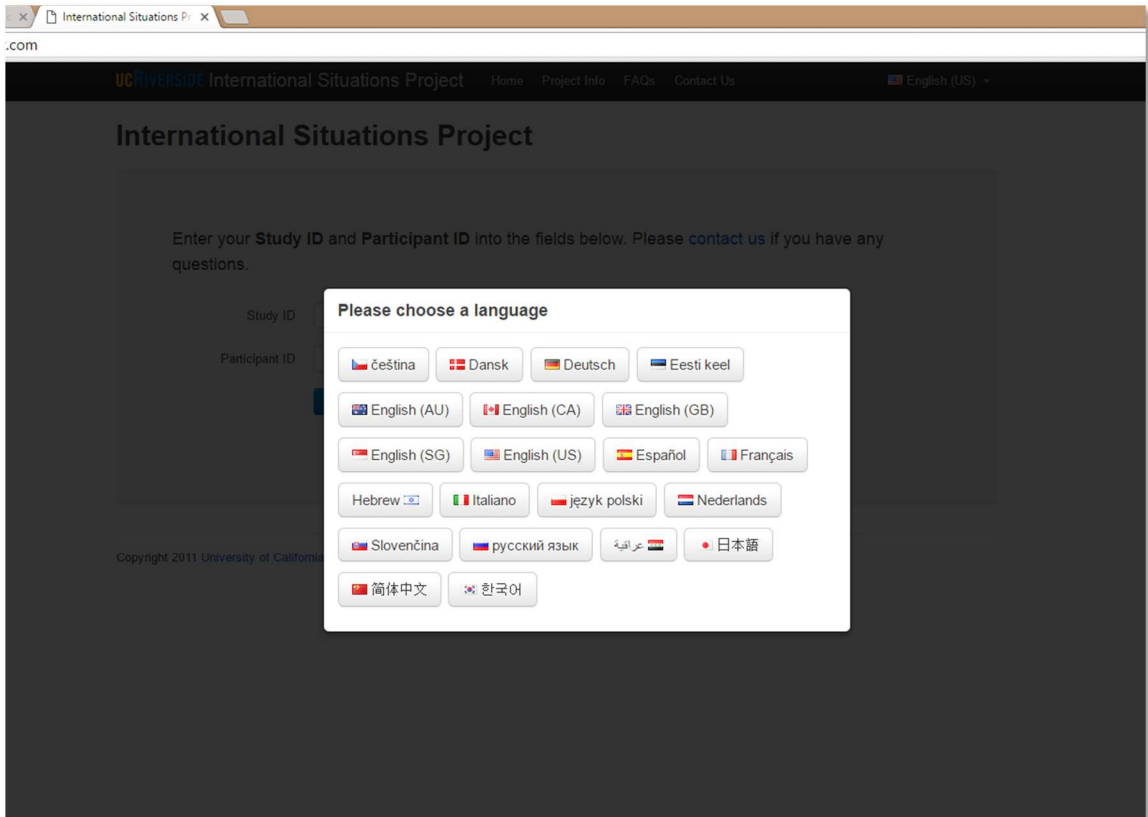 International Situations Pr
.com
UCRIVERSIDE International Situations Project Home Project Info FAQs Contact Us English (US)
International Situations Project
Enter your Study ID and Participant ID into the fields below. Please contact us if you have any
questions.
Study ID
Participant ID
Please choose a language
čeština Dansk Deutsch Eesti keel
English (AU) English (CA) English (GB)
English (SG) English (US) Español Français
Hebrew Italiano język polski Nederlands
Slovenčina русский язык عراقية 日本語
简体中文 한국어
Copyright 2011 University of California